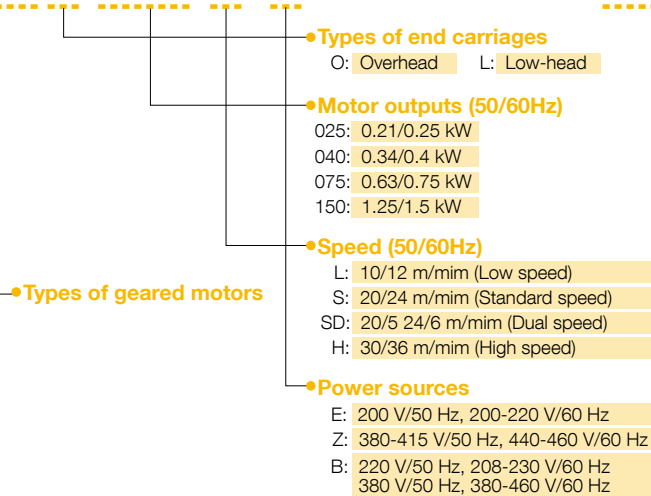 Types of end carriages
O: Overhead L: Low-head
Motor outputs (50/60Hz)
025: 0.21/0.25 kW
040: 0.34/0.4 kW
075: 0.63/0.75 kW
150: 1.25/1.5 kW
Speed (50/60Hz)
L: 10/12 m/mim (Low speed)
Types of geared motors
S: 20/24 m/mim (Standard speed)
SD: 20/5 24/6 m/mim (Dual speed)
H: 30/36 m/mim (High speed)
Power sources
E: 200 V/50 Hz, 200-220 V/60 Hz
Z: 380-415 V/50 Hz, 440-460 V/60 Hz
B: 220 V/50 Hz, 208-230 V/60 Hz
380 V/50 Hz, 380-460 V/60 Hz